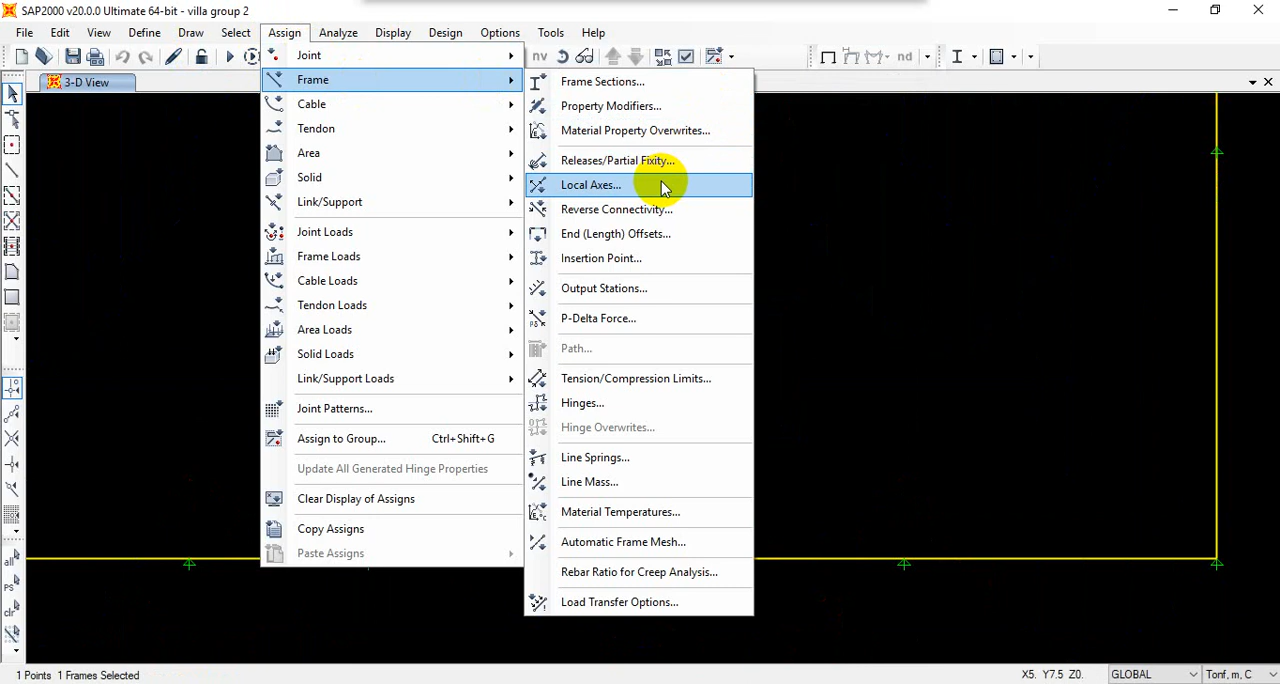 SAP2000 v20.0.0 Ultimate 64-bit - villa group 2
File Edit View Define Draw Select Assign Analyze Display Design Options Tools Help
nv nd
3-D View
Joint
Frame
Cable
Tendon
Area
Solid
Link/Support
Joint Loads
Frame Loads
Cable Loads
Tendon Loads
Area Loads
Solid Loads
Link/Support Loads
Joint Patterns...
Assign to Group... Ctrl+Shift+G
Update All Generated Hinge Properties
Clear Display of Assigns
Copy Assigns
Paste Assigns
Frame Sections...
Property Modifiers...
Material Property Overwrites...
Releases/Partial Fixity...
Local Axes...
Reverse Connectivity...
End (Length) Offsets...
Insertion Point...
Output Stations...
P-Delta Force...
Path...
Tension/Compression Limits...
Hinges...
Hinge Overwrites...
Line Springs...
Line Mass...
Material Temperatures...
Automatic Frame Mesh...
Rebar Ratio for Creep Analysis...
Load Transfer Options...
all
PS
clr
1 Points 1 Frames Selected
X5. Y7.5 Z0.
GLOBAL
Tonf, m, C